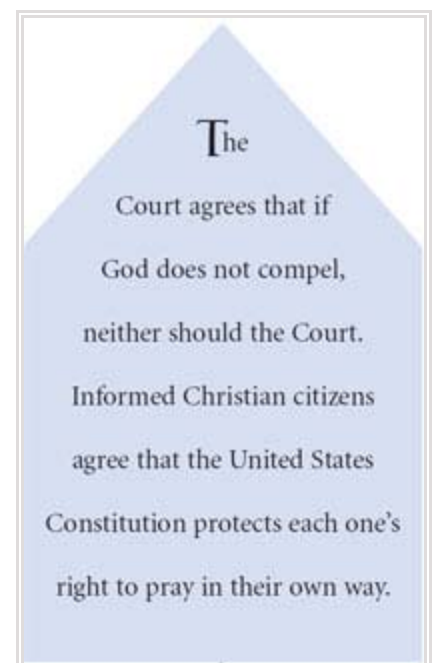 The
Court agrees that if
God does not compel,
neither should the Court.
Informed Christian citizens
agree that the United States
Constitution protects each one’s
right to pray in their own way.